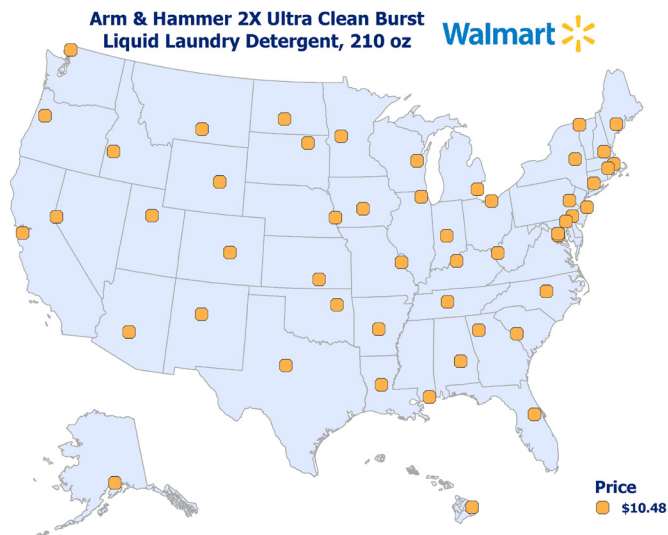 Arm & Hammer 2X Ultra Clean Burst
Liquid Laundry Detergent, 210 oz
Walmart
Price
$10.48